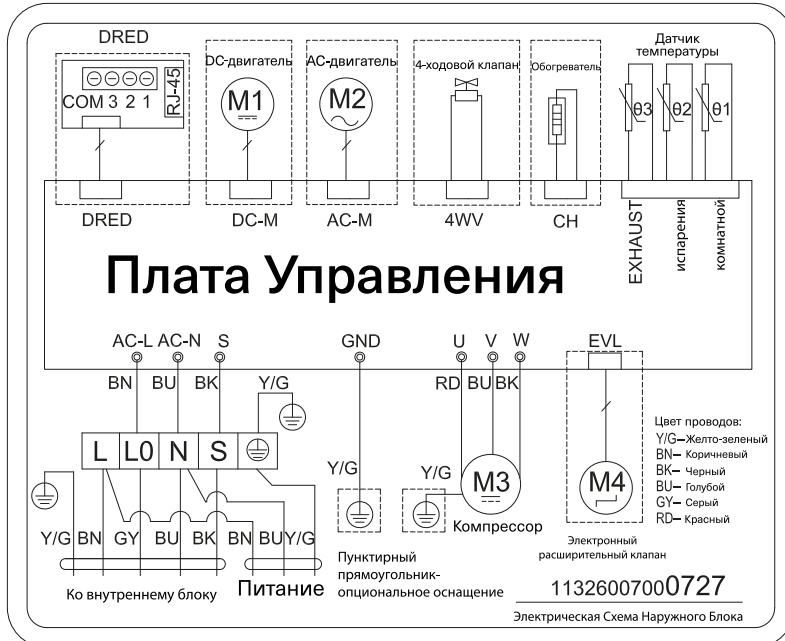 DRED
COM 3 2 1
RJ-45
DRED
DC-двигатель
M1
DC-M
AC-двигатель
M2
AC-M
4-ходовой клапан
4WV
Обогреватель
CH
Датчик
температуры
θ3
θ2
θ1
EXHAUST
испарения
комнатной
Плата Управления
AC-L AC-N S GND U V W EVL
BN BU BK Y/G RD BU BK
L L0 N S
Y/G
Y/G
M3
Компрессор
M4
Электронный
расширительный клапан
Цвет проводов:
Y/G–Желто-зеленый
BN– Коричневый
BK– Черный
BU– Голубой
GY– Серый
RD– Красный
Y/G BN GY BU BK BN BU Y/G
Ко внутреннему блоку
Питание
Пунктирный
прямоугольник-
опциональное оснащение
11326007000727
Электрическая Схема Наружного Блока